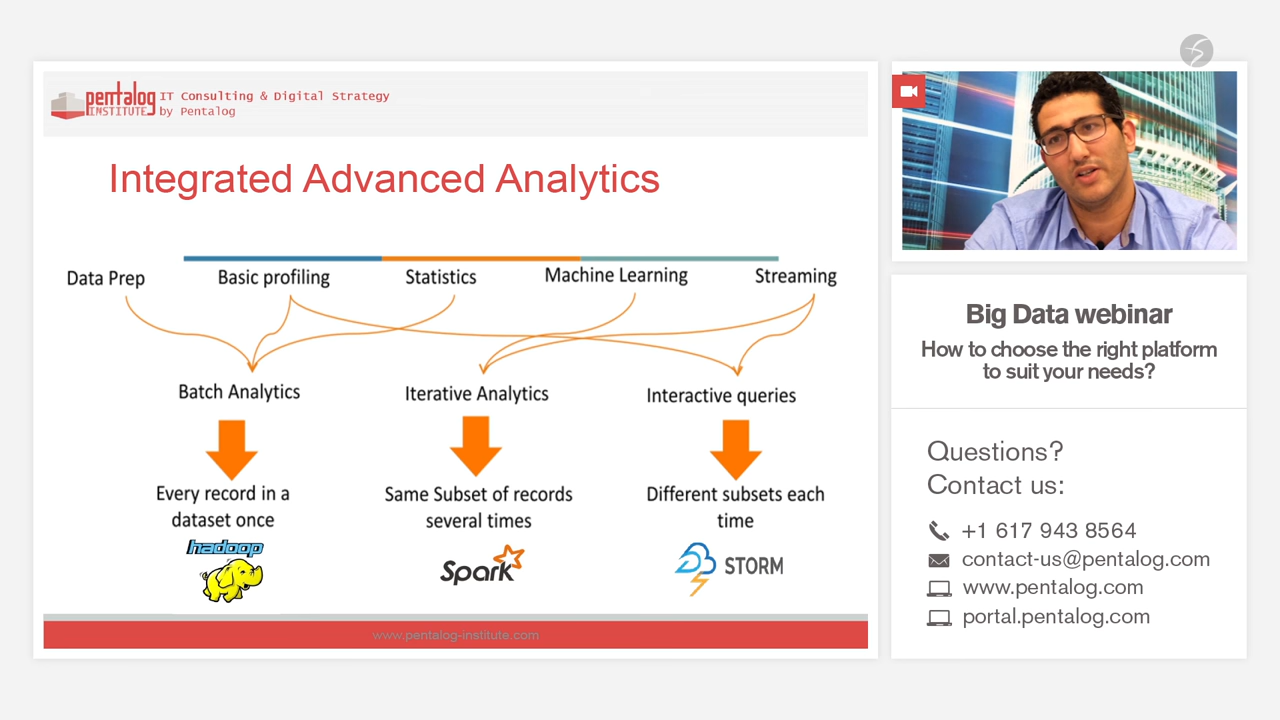 pentalog
INSTITUTE
IT Consulting & Digital Strategy
by Pentalog
Integrated Advanced Analytics
Data Prep
Basic profiling
Statistics
Machine Learning
Streaming
Batch Analytics
Iterative Analytics
Interactive queries
Every record in a
dataset once
Same Subset of records
several times
Different subsets each
time
hadoop
Spark
STORM
www.pentalog-institute.com
Big Data webinar
How to choose the right platform
to suit your needs?
Questions?
Contact us:
+1 617 943 8564
contact-us@pentalog.com
www.pentalog.com
portal.pentalog.com